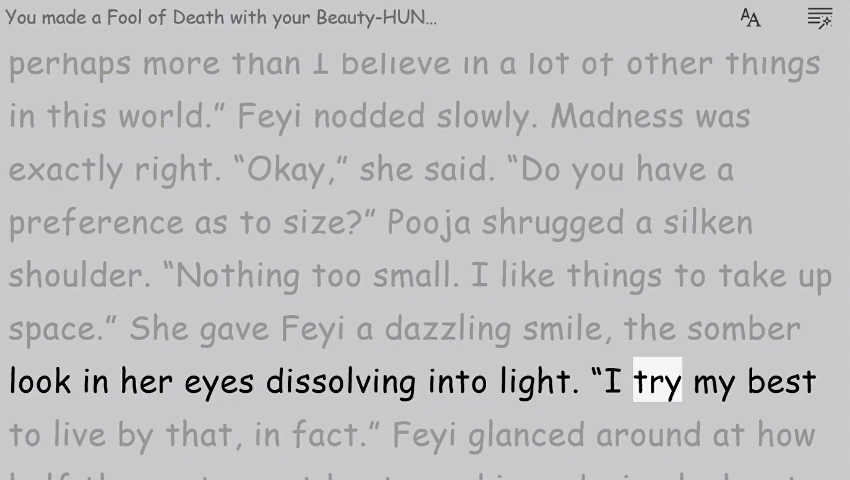 You made a Fool of Death with your Beauty-HUN...
AA
perhaps more than I believe in a lot of other things
in this world.” Feyi nodded slowly. Madness was
exactly right. “Okay,” she said. “Do you have a
preference as to size?” Pooja shrugged a silken
shoulder. “Nothing too small. I like things to take up
space.” She gave Feyi a dazzling smile, the somber
look in her eyes dissolving into light. “I try my best
to live by that, in fact.” Feyi glanced around at how